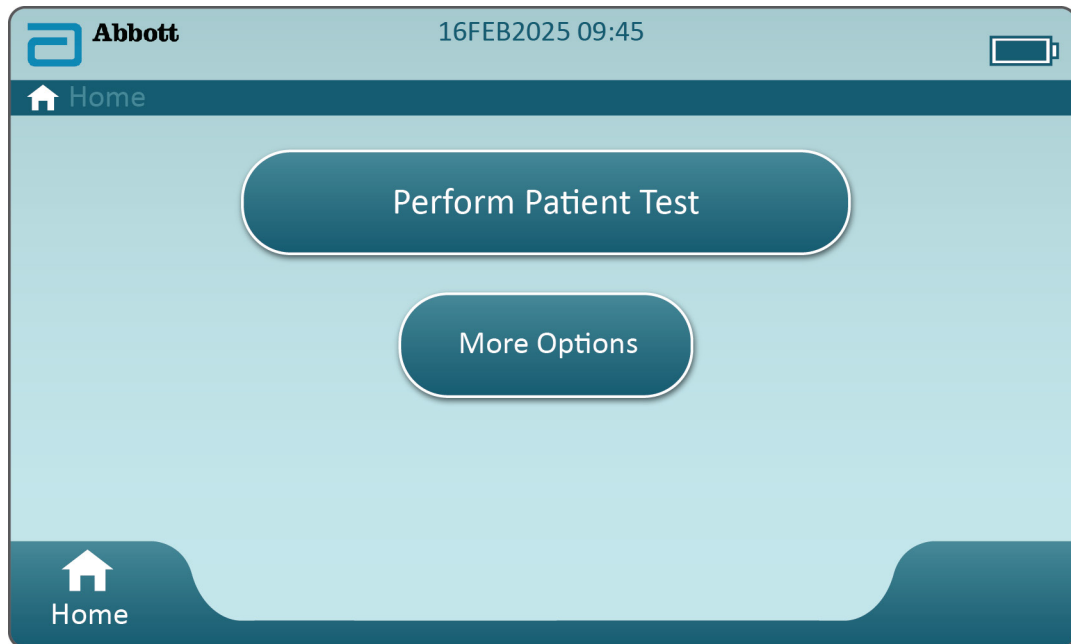 Abbott
16FEB2025 09:45
Home
Perform Patient Test
More Options
Home